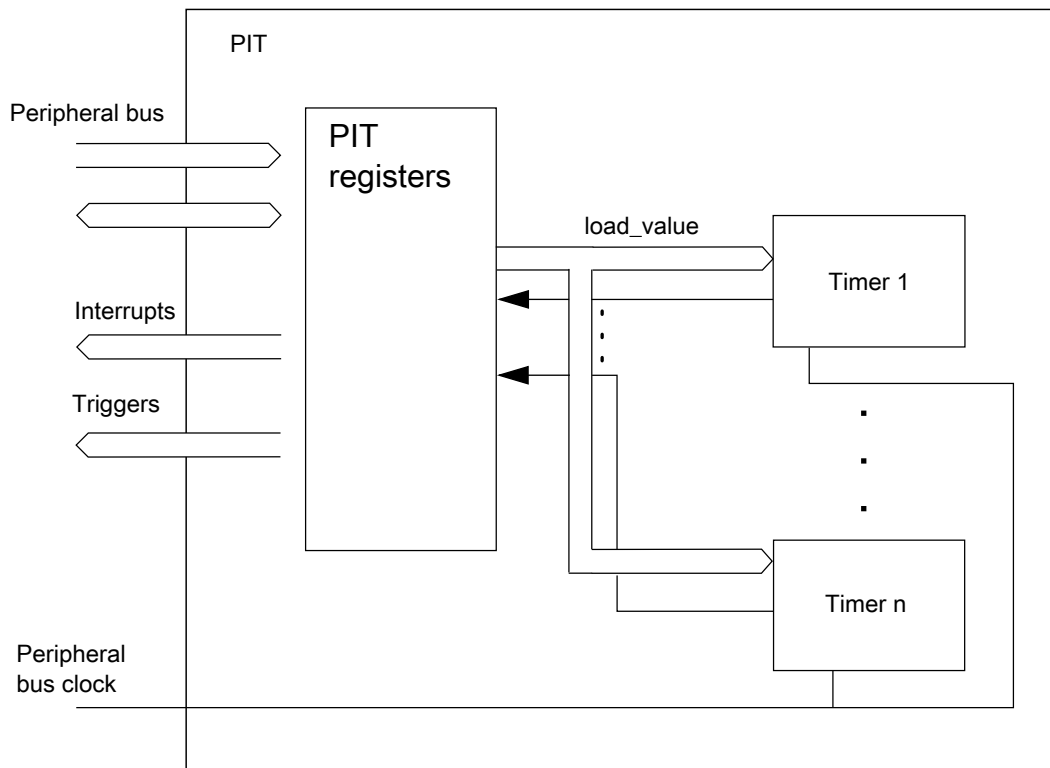 PIT
Peripheral bus
PIT
registers
load_value
Timer 1
Interrupts
Triggers
Timer n
Peripheral
bus clock